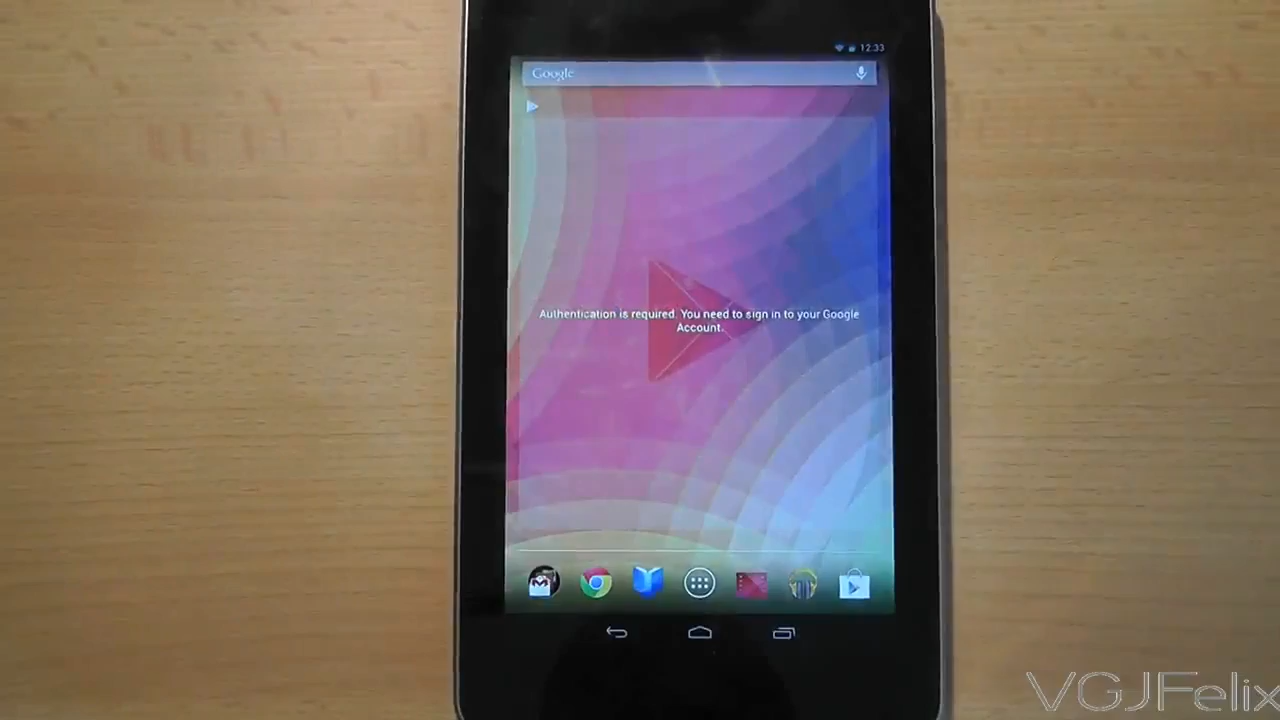 12:33
Google
Authentication is required. You need to sign in to your Google
Account.
VGJFelix